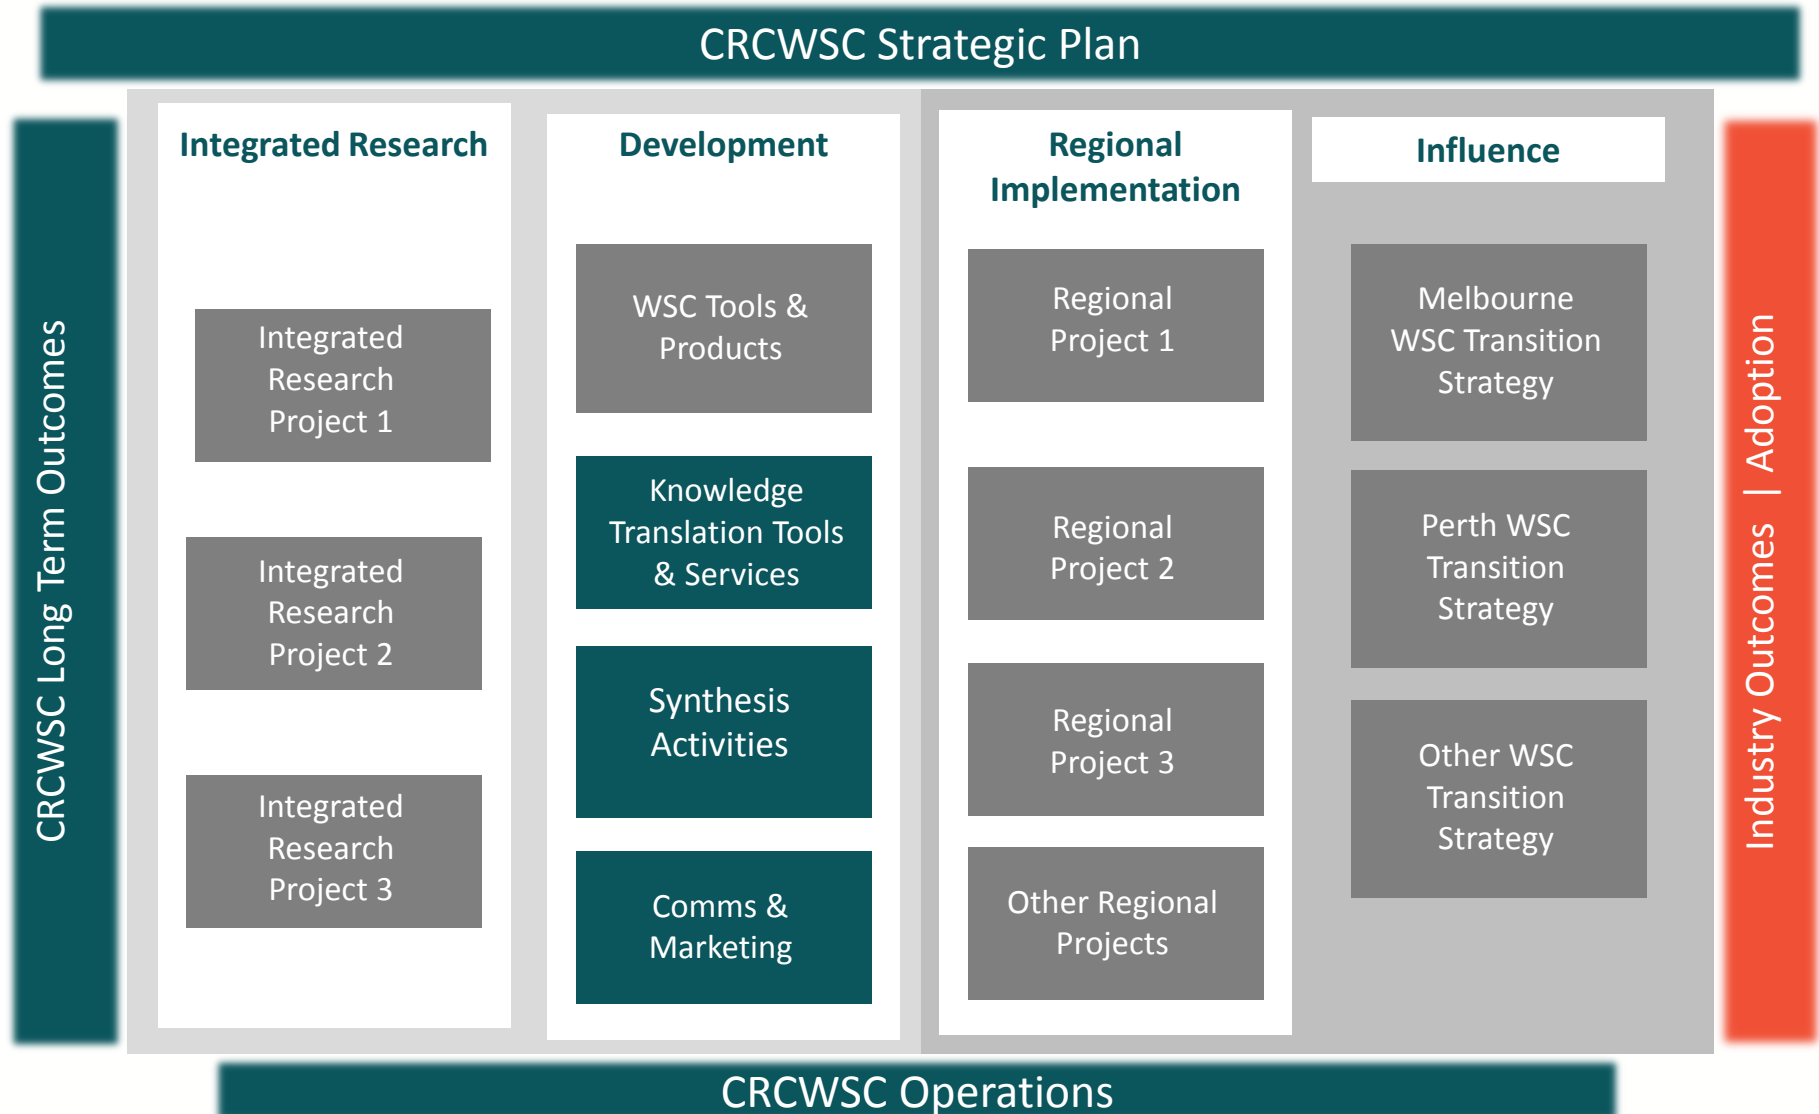 CRCWSC Strategic Plan
CRCWSC Long Term Outcomes
Integrated Research
Integrated
Research
Project 1
Integrated
Research
Project 2
Integrated
Research
Project 3
Development
WSC Tools &
Products
Knowledge
Translation Tools
& Services
Synthesis
Activities
Comms &
Marketing
Regional
Implementation
Regional
Project 1
Regional
Project 2
Regional
Project 3
Other Regional
Projects
Influence
Melbourne
WSC Transition
Strategy
Perth WSC
Transition
Strategy
Other WSC
Transition
Strategy
Industry Outcomes | Adoption
CRCWSC Operations